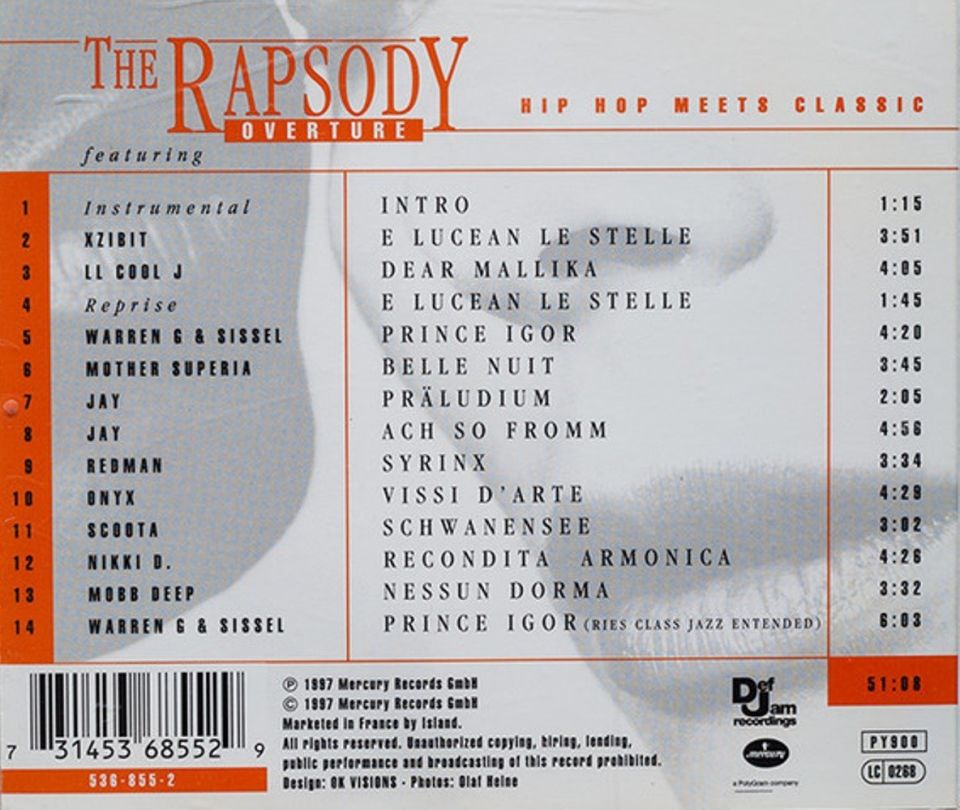 THE RAPSODY
OVERTURE
HIP HOP MEETS CLASSIC
featuring
1 Instrumental INTRO 1:15
2 XZIBIT E LUCEAN LE STELLE 3:51
3 LL COOL J DEAR MALLIKA 4:05
4 Reprise E LUCEAN LE STELLE 1:45
5 WARREN G & SISSEL PRINCE IGOR 4:20
6 MOTHER SUPERIA BELLE NUIT 3:45
7 JAY PRÄLUDIUM 2:05
8 JAY ACH SO FROMM 4:56
9 REDMAN SYRINX 3:34
10 ONYX VISSI D'ARTE 4:29
11 SCOOTA SCHWANENSEE 3:02
12 NIKKI D. RECONDITA ARMONICA 4:26
13 MOBB DEEP NESSUN DORMA 3:32
14 WARREN G & SISSEL PRINCE IGOR (RIES CLASS JAZZ ENTENDED) 6:03
51:08
7 31453 68552 9
536-855-2
℗ 1997 Mercury Records GmbH
© 1997 Mercury Records GmbH
Marketed in France by Island.
All rights reserved. Unauthorized copying, hiring, lending,
public performance and broadcasting of this record prohibited.
Design: OK VISIONS · Photos: Olaf Heine
Def
Jam
recordings
mercury
a PolyGram company
PY900
LC 0268